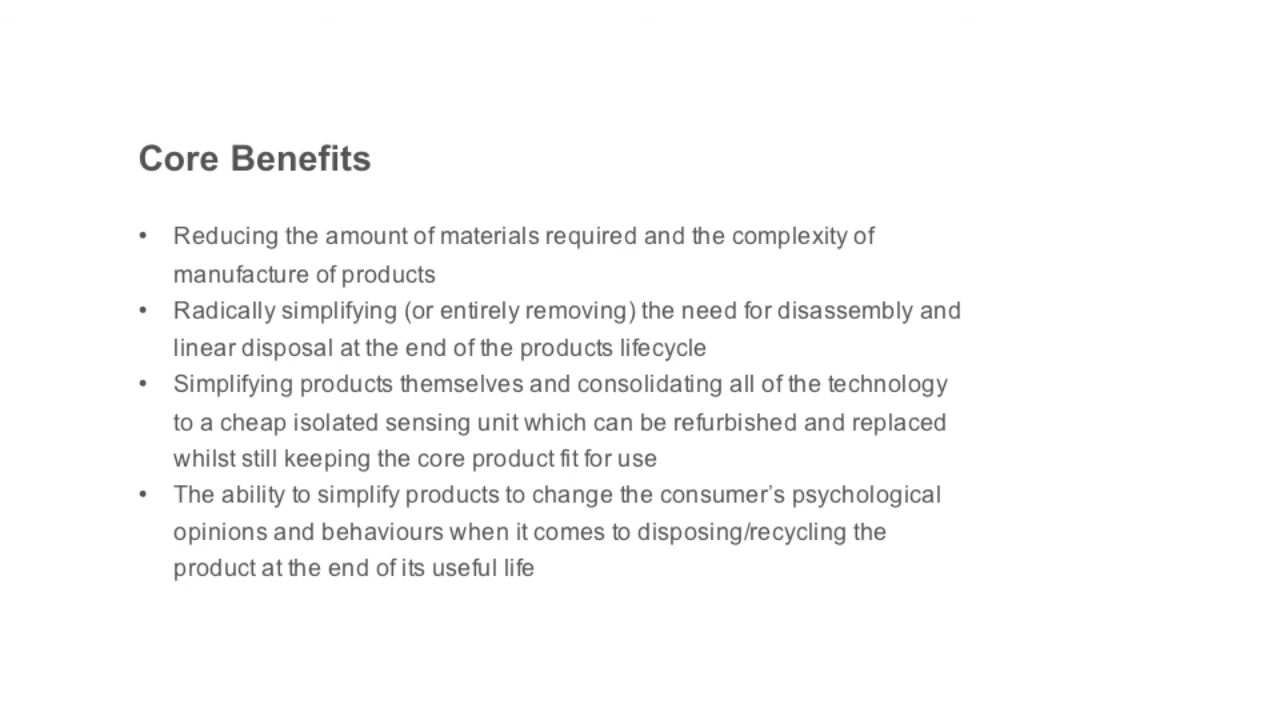 Core Benefits
• Reducing the amount of materials required and the complexity of
manufacture of products
• Radically simplifying (or entirely removing) the need for disassembly and
linear disposal at the end of the products lifecycle
• Simplifying products themselves and consolidating all of the technology
to a cheap isolated sensing unit which can be refurbished and replaced
whilst still keeping the core product fit for use
• The ability to simplify products to change the consumer’s psychological
opinions and behaviours when it comes to disposing/recycling the
product at the end of its useful life